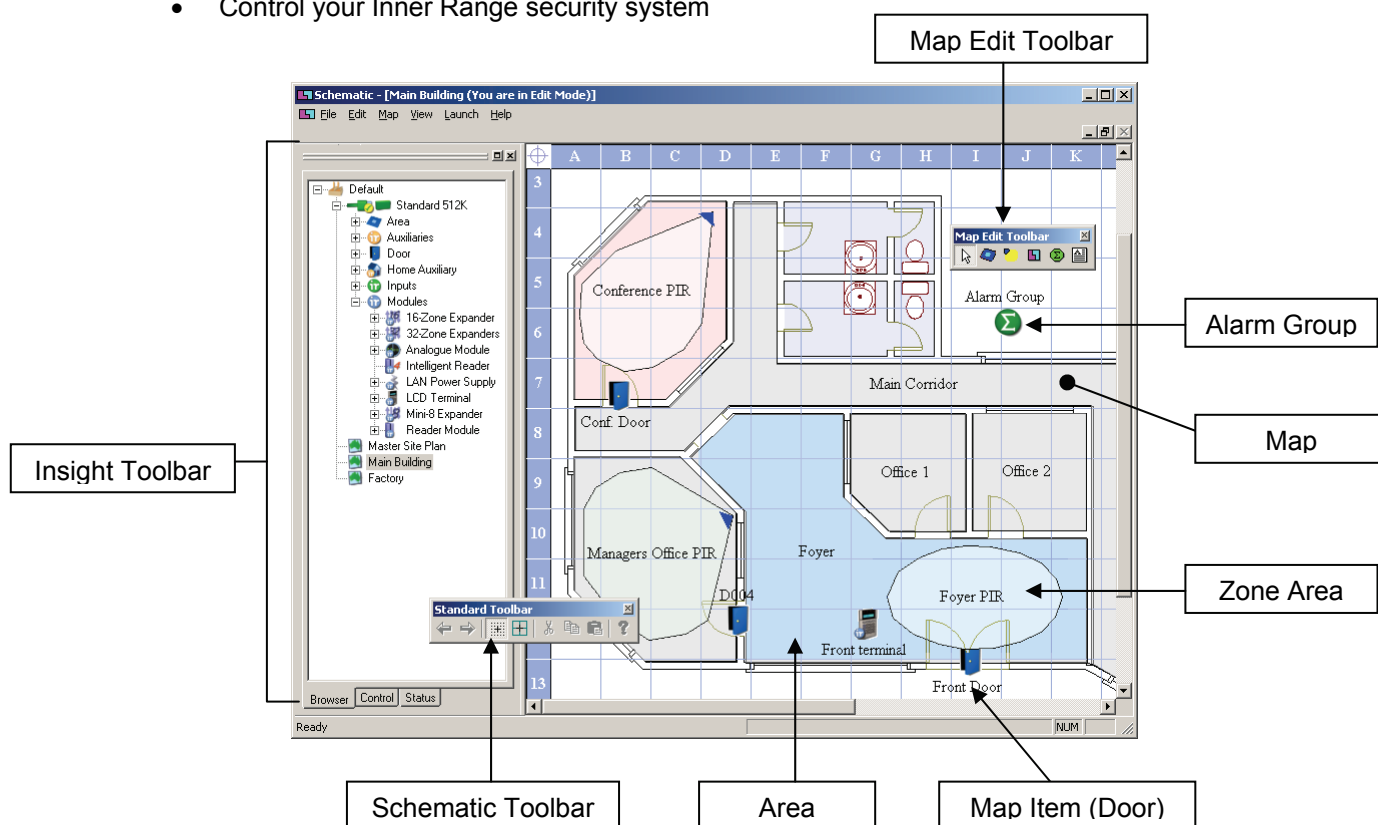 • Control your Inner Range security system
Map Edit Toolbar
Schematic - [Main Building (You are in Edit Mode)]
File Edit Map View Launch Help
A B C D E F G H I J K
3
4
5
6
7
8
9
10
11
13
Default
Standard 512K
Area
Auxiliaries
Door
Home Auxiliary
Inputs
Modules
16-Zone Expander
32-Zone Expanders
Analogue Module
Intelligent Reader
LAN Power Supply
LCD Terminal
Mini-8 Expander
Reader Module
Master Site Plan
Main Building
Factory
Browser Control Status
Ready
NUM
Map Edit Toolbar
Conference PIR
Alarm Group
Σ
Main Corridor
Conf. Door
Office 1
Office 2
Managers Office PIR
Foyer
D004
Foyer PIR
Front terminal
Front Door
Standard Toolbar
?
Insight Toolbar
Alarm Group
Map
Zone Area
Schematic Toolbar
Area
Map Item (Door)